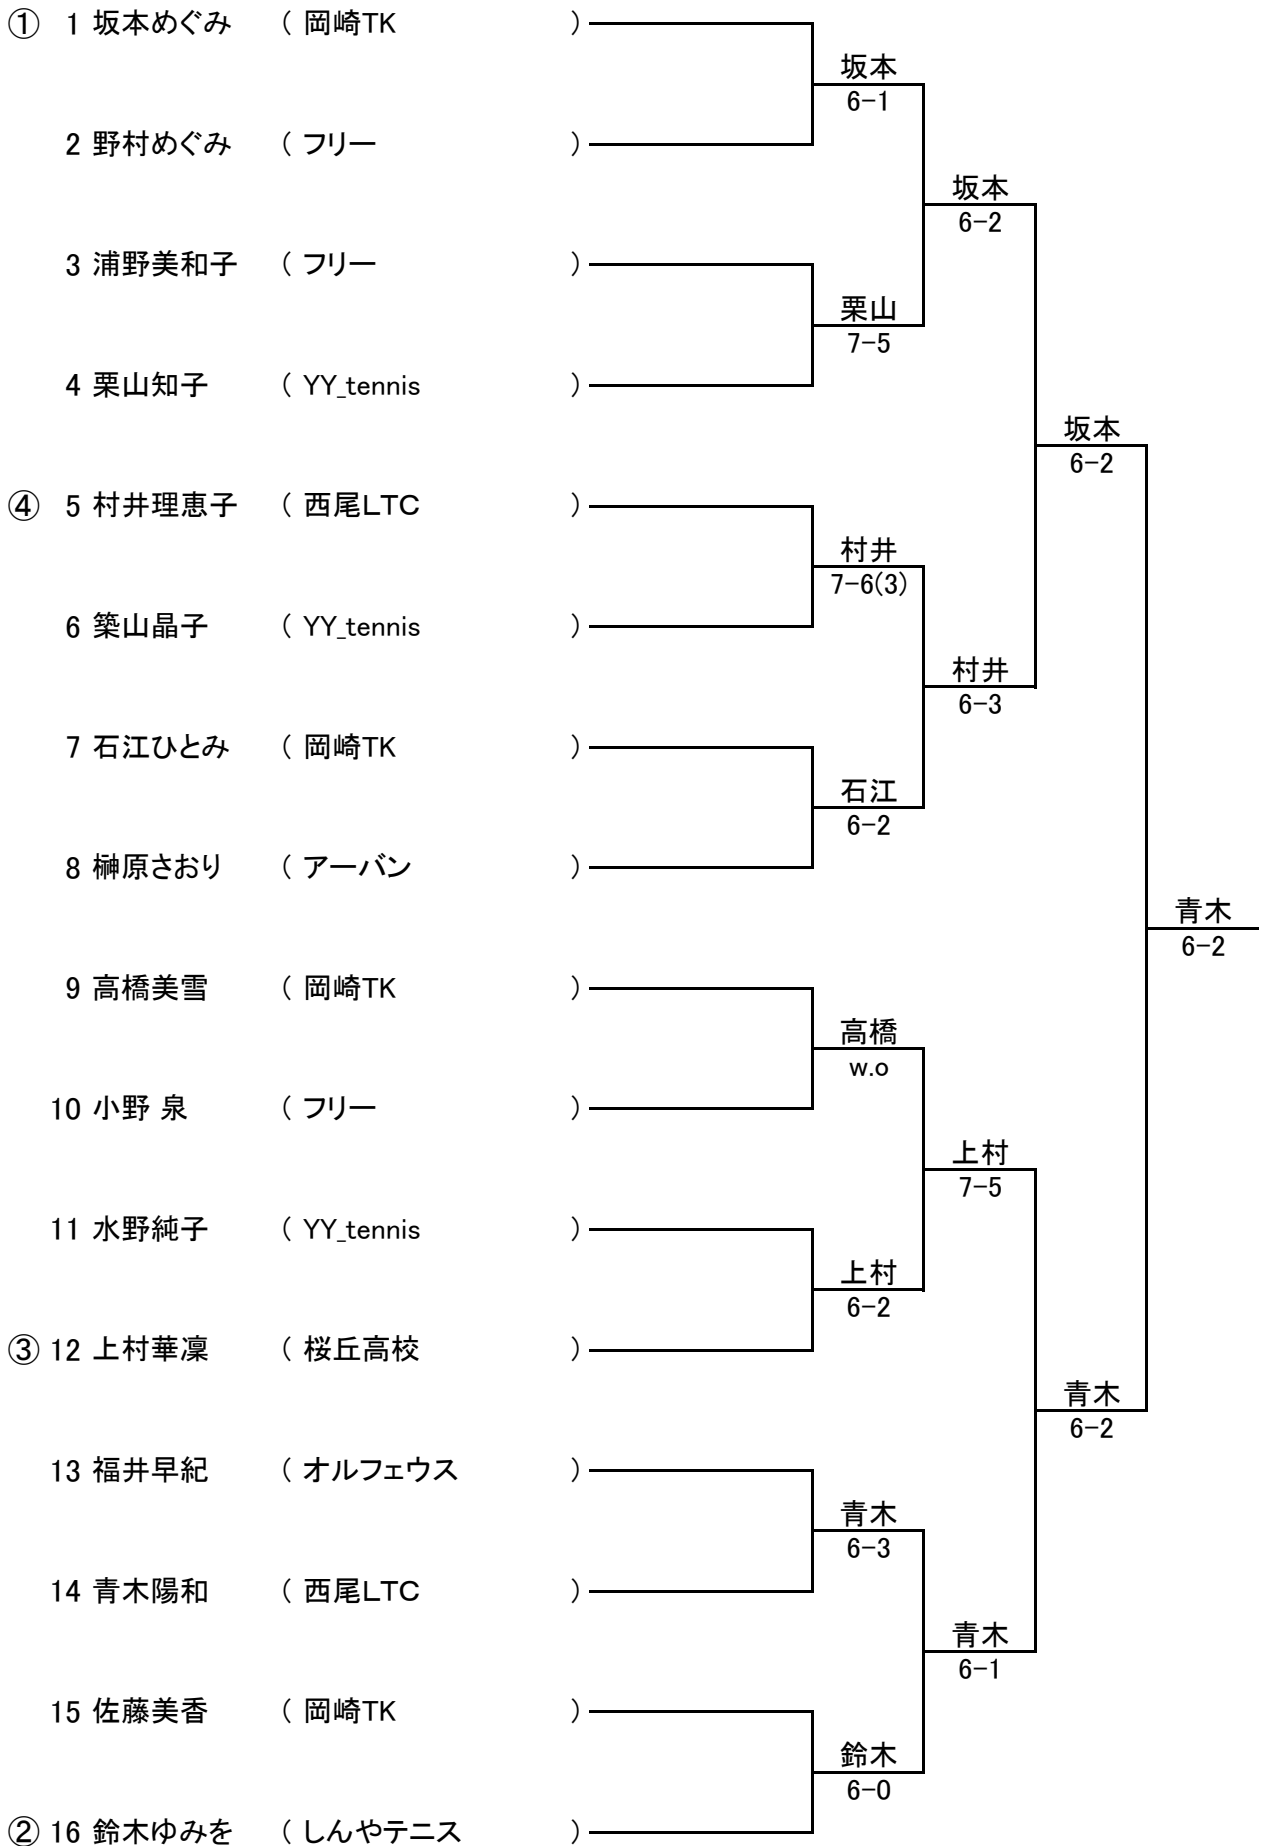 ① 1 坂本めぐみ ( 岡崎TK )
坂本
6-1
2 野村めぐみ ( フリー )
坂本
6-2
3 浦野美和子 ( フリー )
栗山
7-5
4 栗山知子 ( YY_tennis )
坂本
6-2
④ 5 村井理恵子 ( 西尾LTC )
村井
7-6(3)
6 築山晶子 ( YY_tennis )
村井
6-3
7 石江ひとみ ( 岡崎TK )
石江
6-2
8 榊原さおり ( アーバン )
青木
6-2
9 高橋美雪 ( 岡崎TK )
高橋
w.o
10 小野 泉 ( フリー )
上村
7-5
11 水野純子 ( YY_tennis )
上村
6-2
③ 12 上村華凜 ( 桜丘高校 )
青木
6-2
13 福井早紀 ( オルフェウス )
青木
6-3
14 青木陽和 ( 西尾LTC )
青木
6-1
15 佐藤美香 ( 岡崎TK )
鈴木
6-0
② 16 鈴木ゆみを ( しんやテニス )